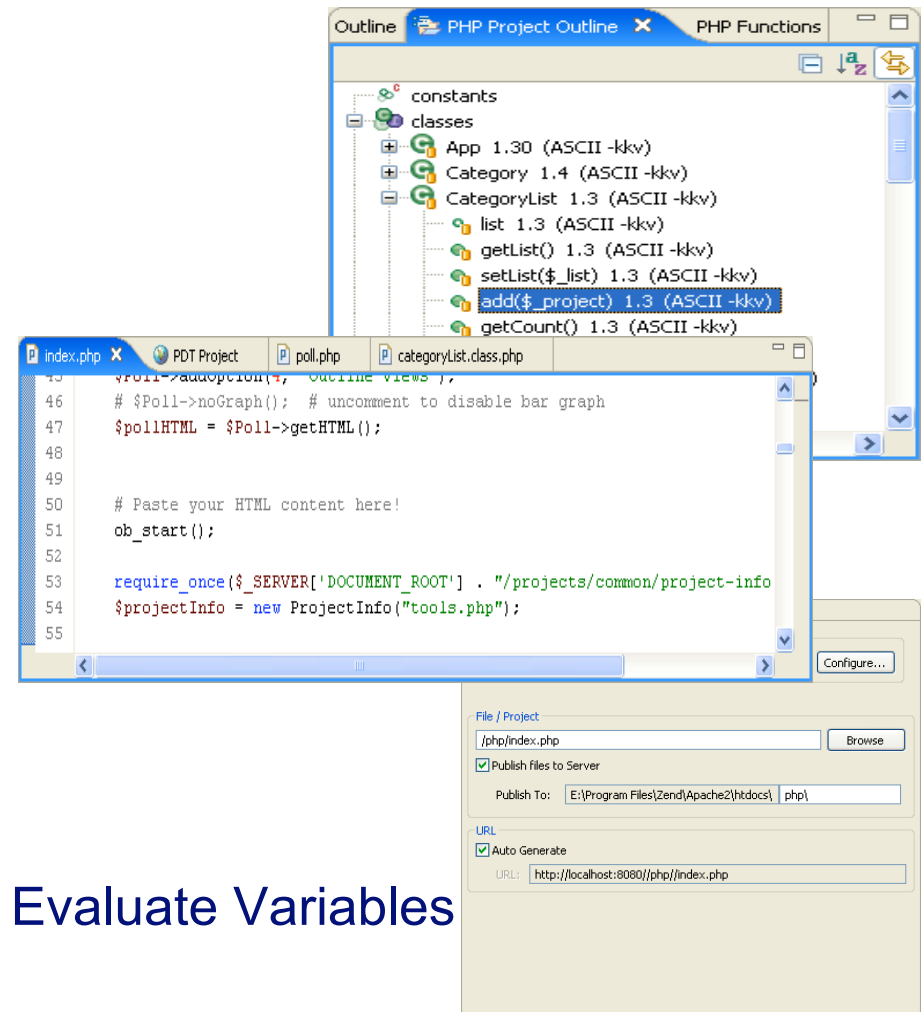 Outline PHP Project Outline PHP Functions
constants
classes
App 1.30 (ASCII -kkv)
Category 1.4 (ASCII -kkv)
CategoryList 1.3 (ASCII -kkv)
list 1.3 (ASCII -kkv)
getList() 1.3 (ASCII -kkv)
setList($_list) 1.3 (ASCII -kkv)
add($_project) 1.3 (ASCII -kkv)
getCount() 1.3 (ASCII -kkv)
index.php PDT Project poll.php categoryList.class.php
45 $Poll->addOption(4, "Outline Views");
46 # $Poll->noGraph(); # uncomment to disable bar graph
47 $pollHTML = $Poll->getHTML();
48
49
50 # Paste your HTML content here!
51 ob_start();
52
53 require_once($_SERVER['DOCUMENT_ROOT'] . "/projects/common/project-info
54 $projectInfo = new ProjectInfo("tools.php");
55
Configure...
File / Project
/php/index.php Browse
Publish files to Server
Publish To: E:\Program Files\Zend\Apache2\htdocs\ php\
URL
Auto Generate
URL: http://localhost:8080//php//index.php
Evaluate Variables